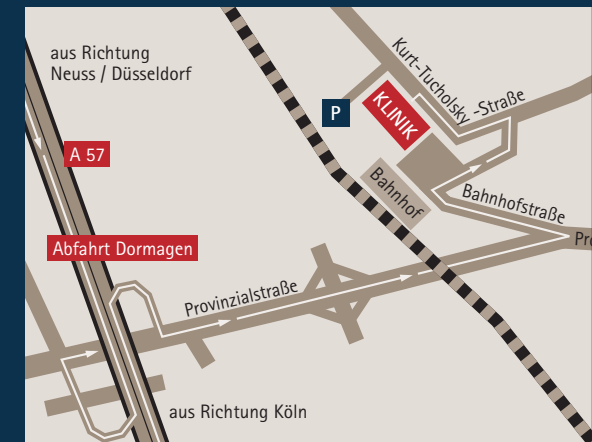 aus Richtung
Neuss / Düsseldorf
Kurt-Tucholsky -Straße
P
KLINIK
A 57
Bahnhof
Bahnhofstraße
Abfahrt Dormagen
Pro
Provinzialstraße
aus Richtung Köln